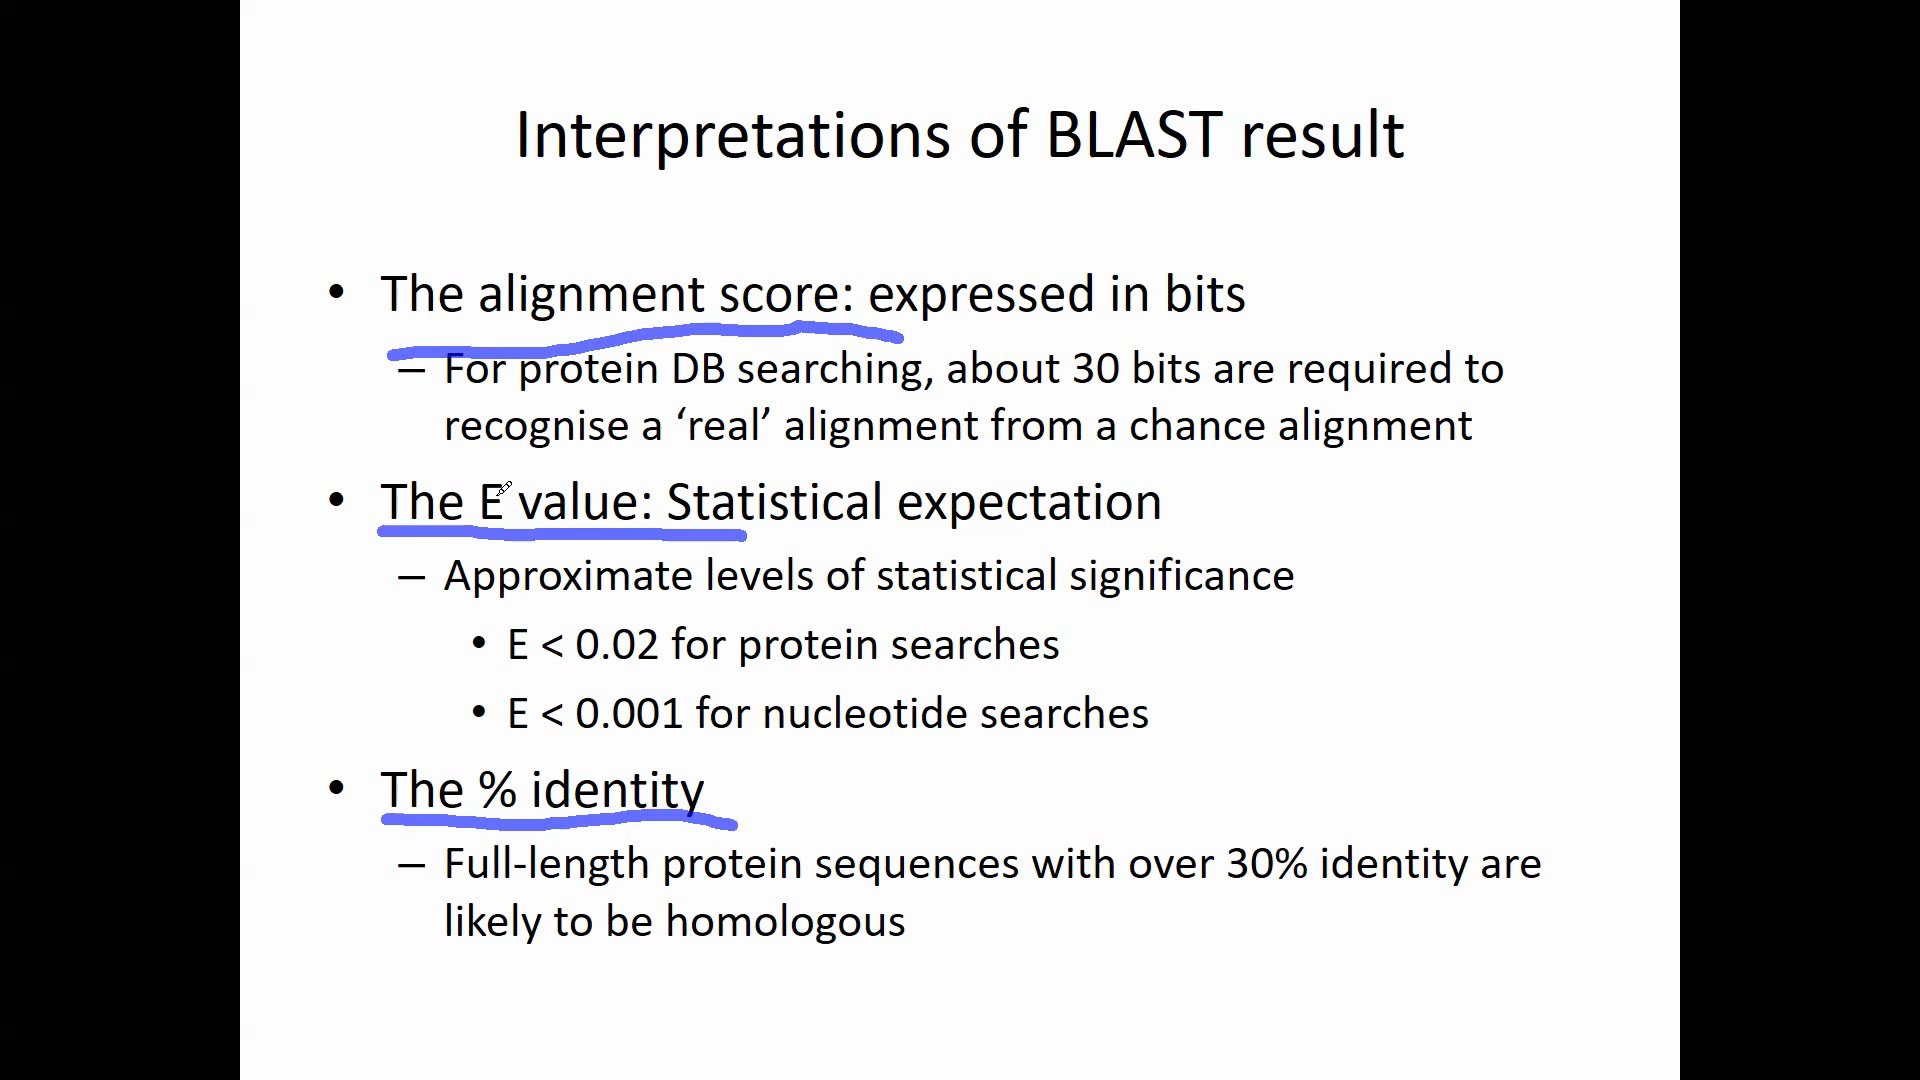 Interpretations of BLAST result
• The alignment score: expressed in bits
– For protein DB searching, about 30 bits are required to
recognise a ‘real’ alignment from a chance alignment
• The E value: Statistical expectation
– Approximate levels of statistical significance
• E < 0.02 for protein searches
• E < 0.001 for nucleotide searches
• The % identity
– Full-length protein sequences with over 30% identity are
likely to be homologous